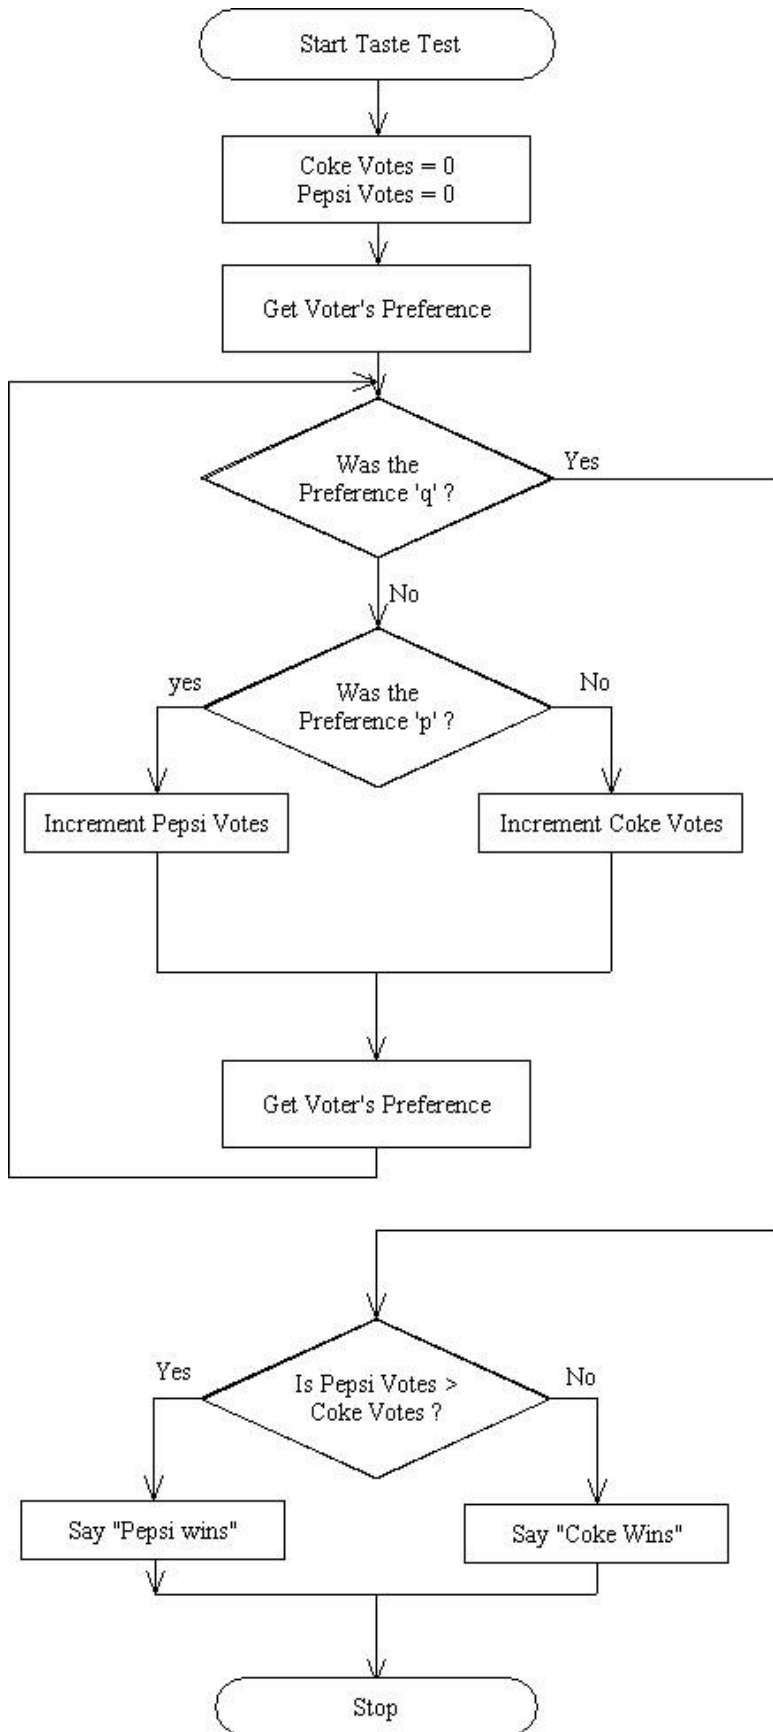 Start Taste Test
Coke Votes = 0
Pepsi Votes = 0
Get Voter's Preference
Was the
Preference 'q' ?
Yes
No
Was the
Preference 'p' ?
yes
No
Increment Pepsi Votes
Increment Coke Votes
Get Voter's Preference
Is Pepsi Votes >
Coke Votes ?
Yes
No
Say "Pepsi wins"
Say "Coke Wins"
Stop